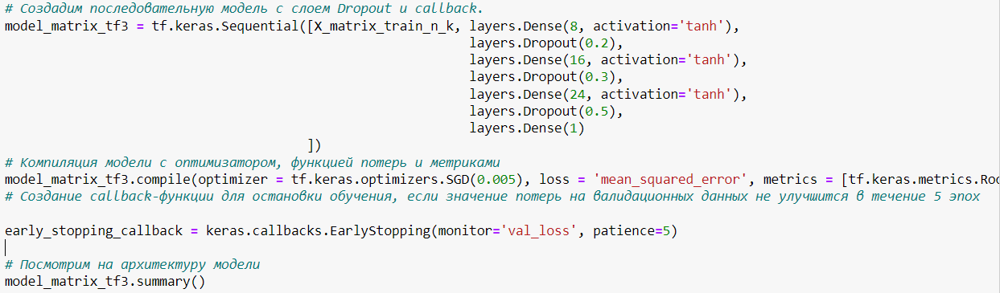 # Создадим последовательную модель с слоем Dropout и callback.
model_matrix_tf3 = tf.keras.Sequential([X_matrix_train_n_k, layers.Dense(8, activation='tanh'),
layers.Dropout(0.2),
layers.Dense(16, activation='tanh'),
layers.Dropout(0.3),
layers.Dense(24, activation='tanh'),
layers.Dropout(0.5),
layers.Dense(1)
])
# Компиляция модели с оптимизатором, функцией потерь и метриками
model_matrix_tf3.compile(optimizer = tf.keras.optimizers.SGD(0.005), loss = 'mean_squared_error', metrics = [tf.keras.metrics.Roo
# Создание callback-функции для остановки обучения, если значение потерь на валидационных данных не улучшится в течение 5 эпох
early_stopping_callback = keras.callbacks.EarlyStopping(monitor='val_loss', patience=5)
# Посмотрим на архитектуру модели
model_matrix_tf3.summary()